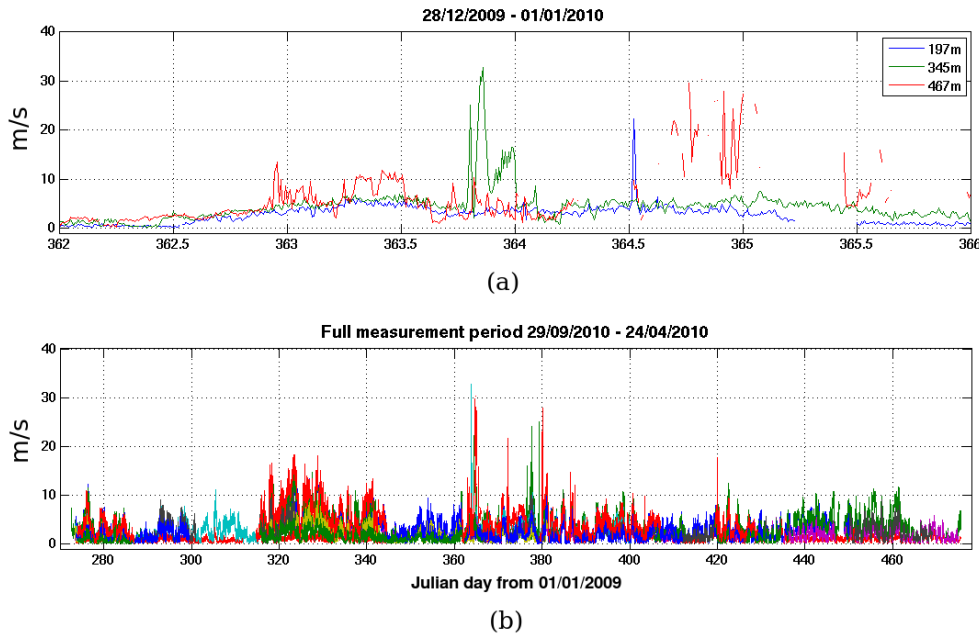 28/12/2009 - 01/01/2010
40
30
20
10
0
m/s
197m
345m
467m
362 362.5 363 363.5 364 364.5 365 365.5 366
(a)
Full measurement period 29/09/2010 - 24/04/2010
40
30
20
10
0
m/s
280 300 320 340 360 380 400 420 440 460
Julian day from 01/01/2009
(b)